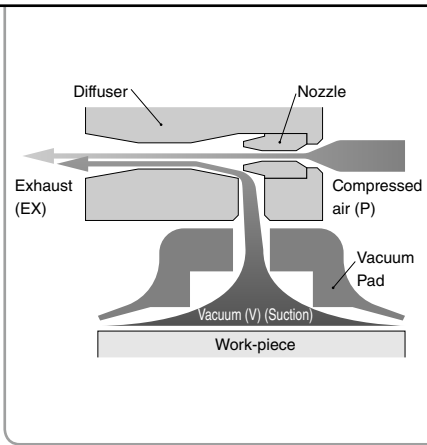 Diffuser
Nozzle
Exhaust
(EX)
Compressed
air (P)
Vacuum
Pad
Vacuum (V) (Suction)
Work-piece